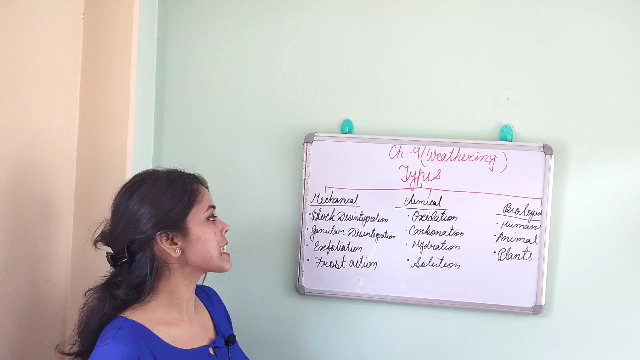 Ch-9 (Weathering)
Types
Mechanical
• Block Disintegration
• Granular Disintegration
• Exfoliation
• Frost action
Chemical
• Oxidation
• Carbonation
• Hydration
• Solution
Biological
• Human
• Animal
• Plants